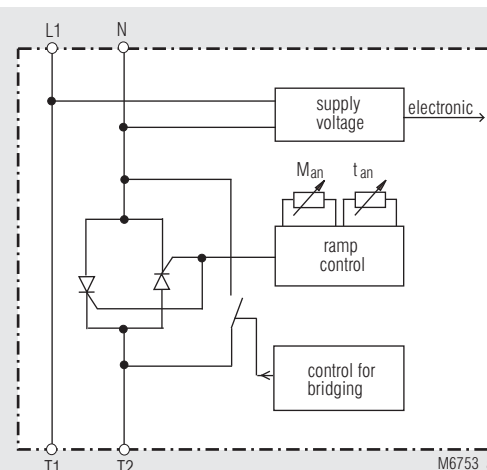 L1 N
supply
voltage
electronic
Man tan
ramp
control
control for
bridging
T1 T2
M6753